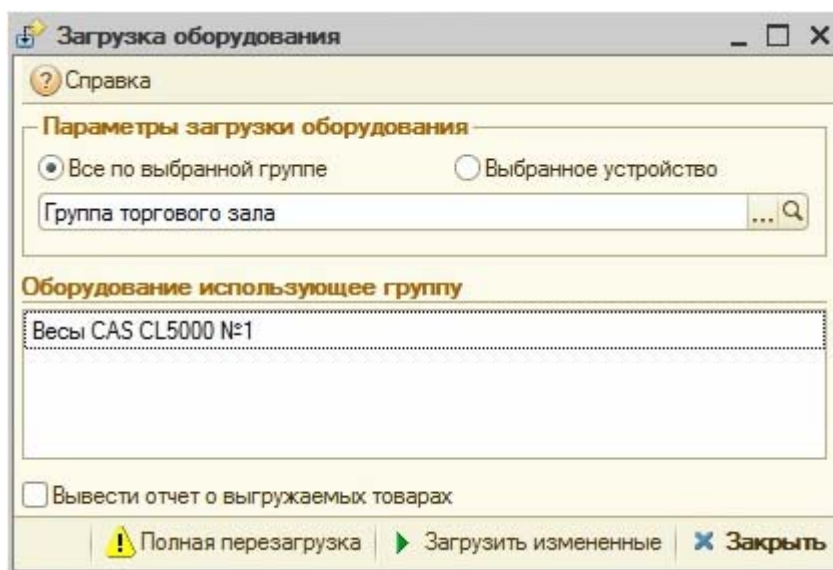 Загрузка оборудования
Справка
Параметры загрузки оборудования
Все по выбранной группе Выбранное устройство
Группа торгового зала ...
Оборудование использующее группу
Весы CAS CL5000 №1
Вывести отчет о выгружаемых товарах
Полная перезагрузка Загрузить измененные Закрыть